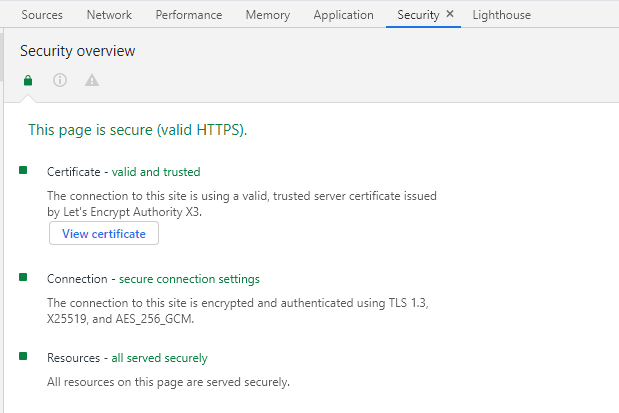 Sources Network Performance Memory Application Security × Lighthouse
Security overview
This page is secure (valid HTTPS).
Certificate - valid and trusted
The connection to this site is using a valid, trusted server certificate issued
by Let's Encrypt Authority X3.
View certificate
Connection - secure connection settings
The connection to this site is encrypted and authenticated using TLS 1.3,
X25519, and AES_256_GCM.
Resources - all served securely
All resources on this page are served securely.